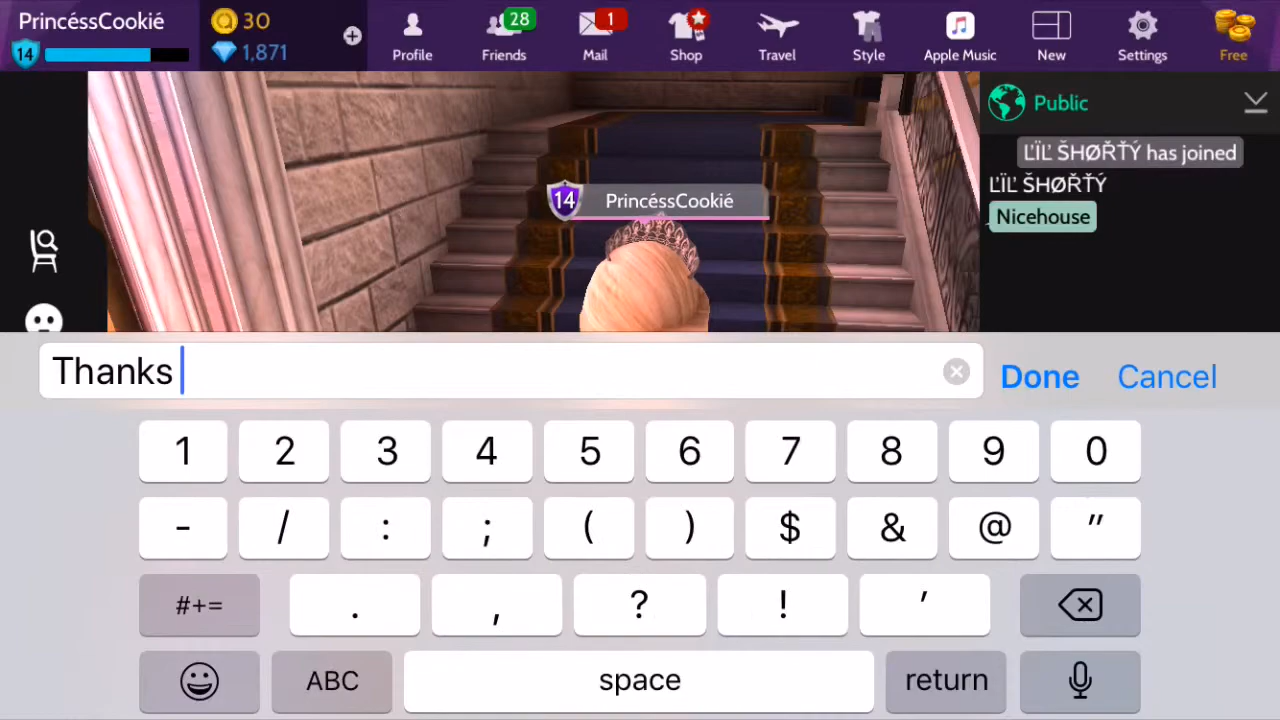 PrincéssCookié
14
30
1,871
Profile
28
Friends
1
Mail
Shop
Travel
Style
Apple Music
New
Settings
Free
Public
ĽÏĽ ŠHØŘŤÝ has joined
ĽÏĽ ŠHØŘŤÝ
Nicehouse
14 PrincéssCookié
Thanks
Done Cancel
1 2 3 4 5 6 7 8 9 0
- / : ; ( ) $ & @ "
#+= . , ? ! '
ABC space return